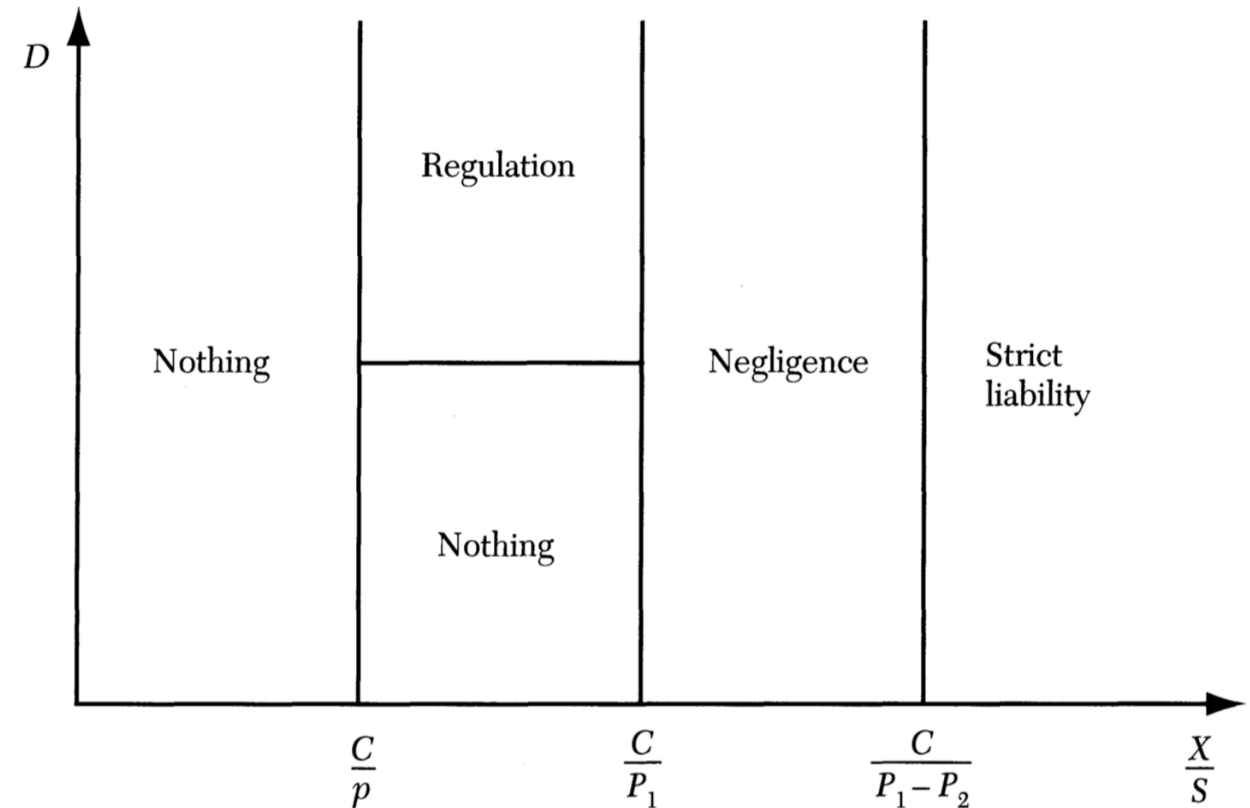 D
Regulation
Nothing
Negligence
Strict
liability
Nothing
C/p
C/P₁
C/(P₁ – P₂)
X/S